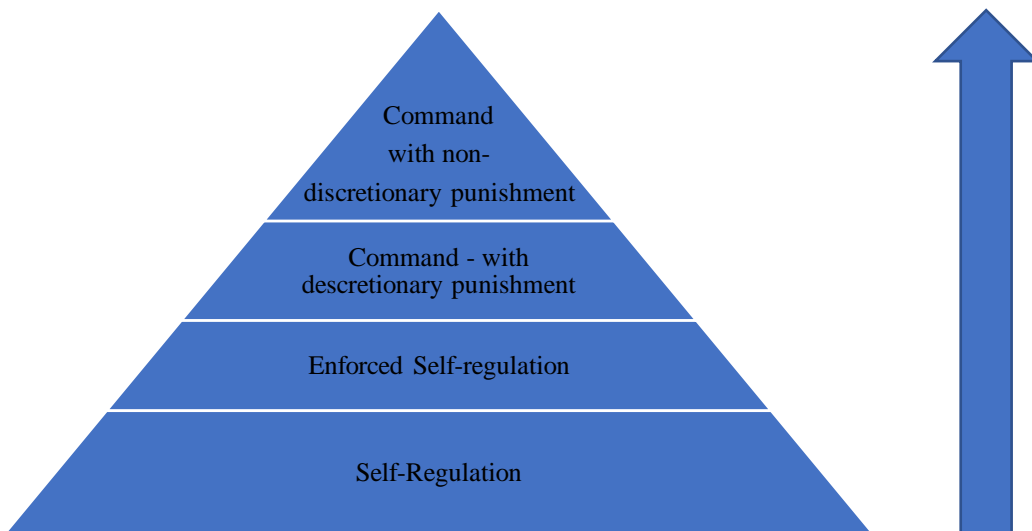 Command
with non-
discretionary punishment
Command - with
descretionary punishment
Enforced Self-regulation
Self-Regulation